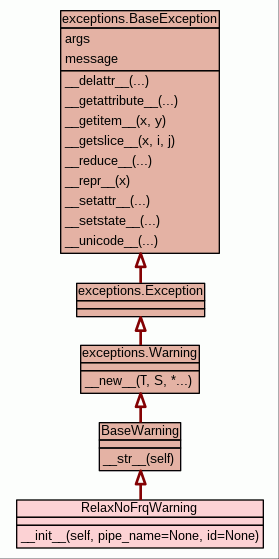 exceptions.BaseException
args
message
__delattr__(...)
__getattribute__(...)
__getitem__(x, y)
__getslice__(x, i, j)
__reduce__(...)
__repr__(x)
__setattr__(...)
__setstate__(...)
__unicode__(...)
exceptions.Exception
exceptions.Warning
__new__(T, S, *...)
BaseWarning
__str__(self)
RelaxNoFrqWarning
__init__(self, pipe_name=None, id=None)